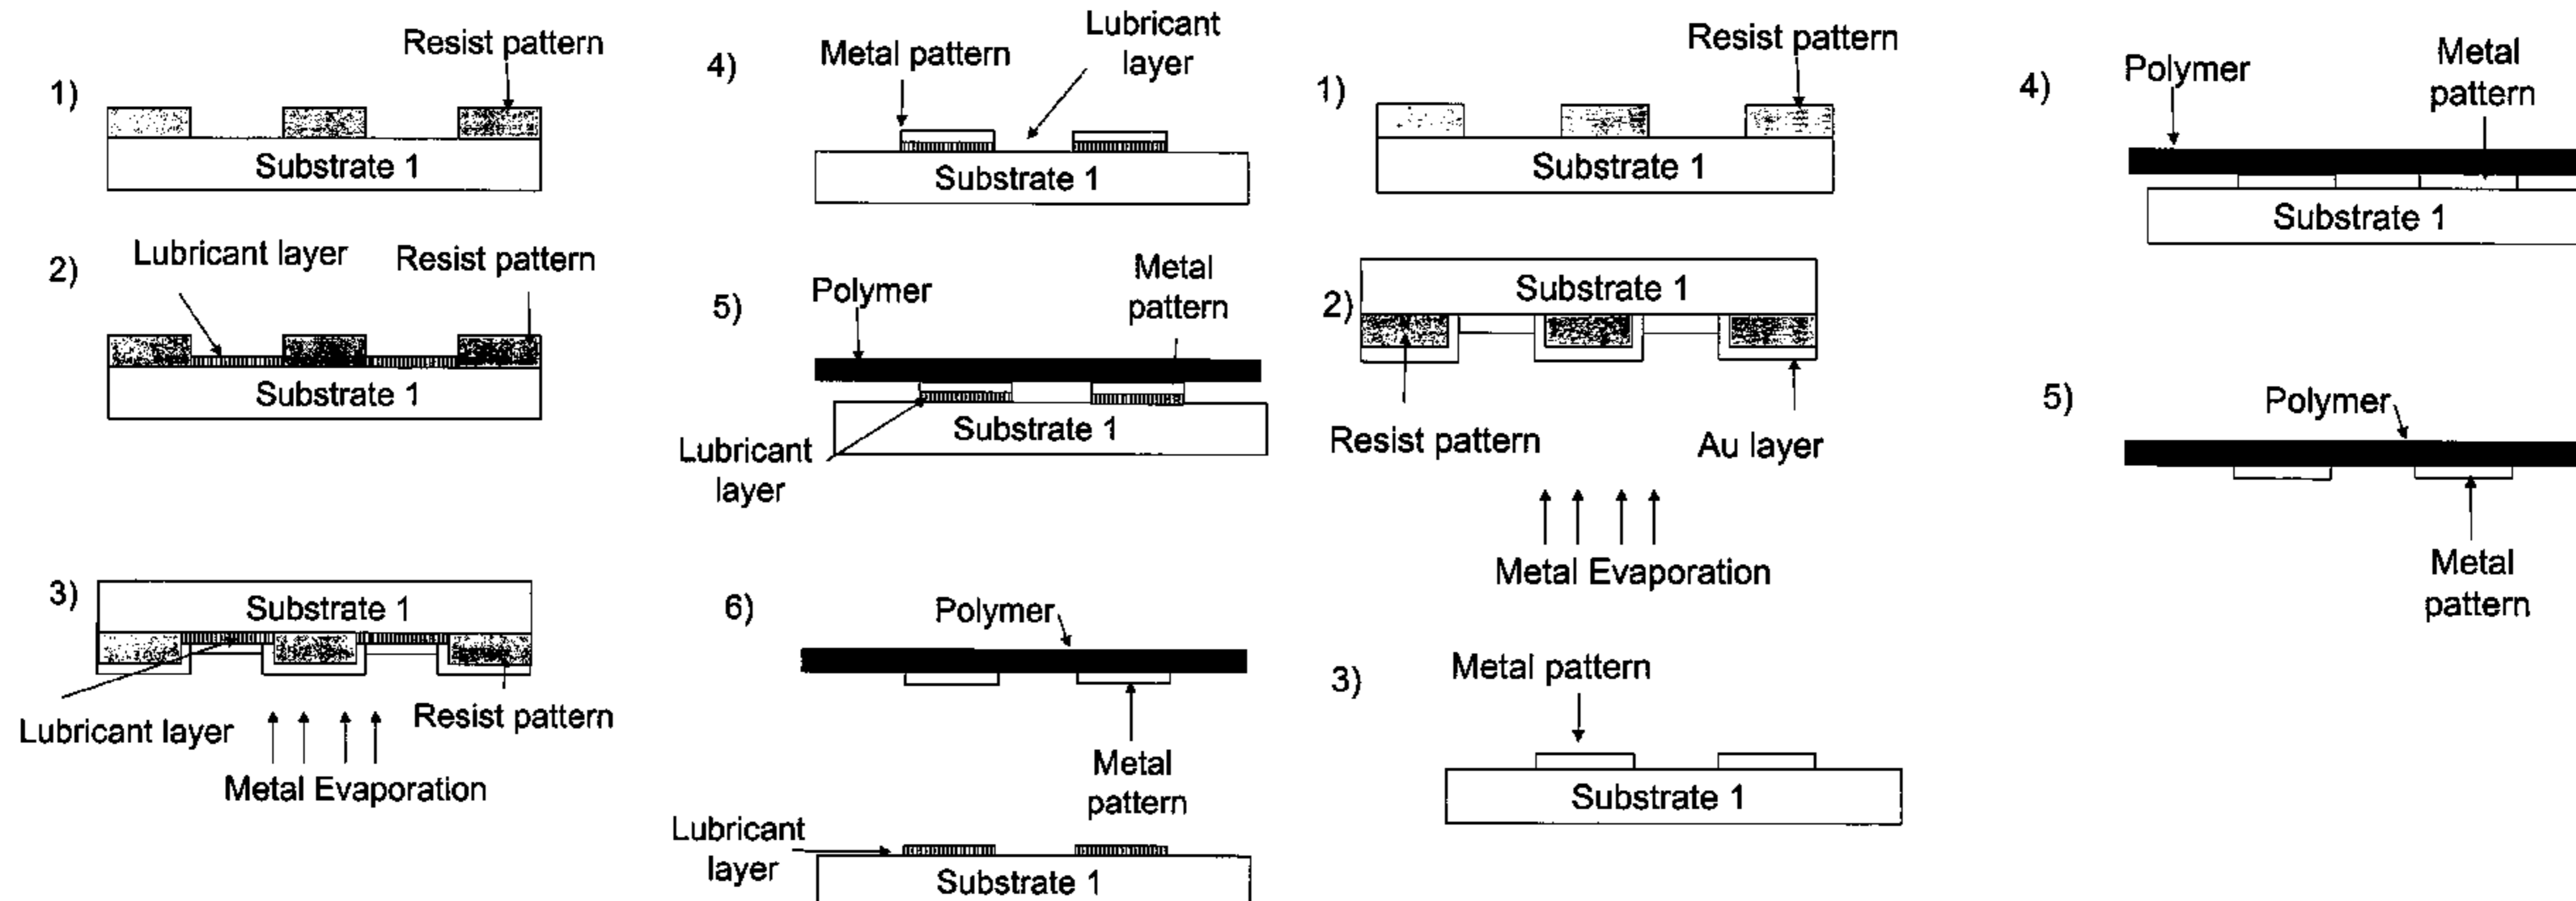 1)
Resist pattern
Substrate 1
2)
Lubricant layer
Resist pattern
Substrate 1
3)
Substrate 1
Lubricant layer
Resist pattern
Metal Evaporation
4)
Metal pattern
Lubricant
layer
Substrate 1
5)
Polymer
Metal
pattern
Substrate 1
Lubricant
layer
6)
Polymer
Metal
pattern
Lubricant
layer
Substrate 1
1)
Resist pattern
Substrate 1
2)
Substrate 1
Resist pattern
Au layer
Metal Evaporation
3)
Metal pattern
Substrate 1
4)
Polymer
Metal
pattern
Substrate 1
5)
Polymer
Metal
pattern